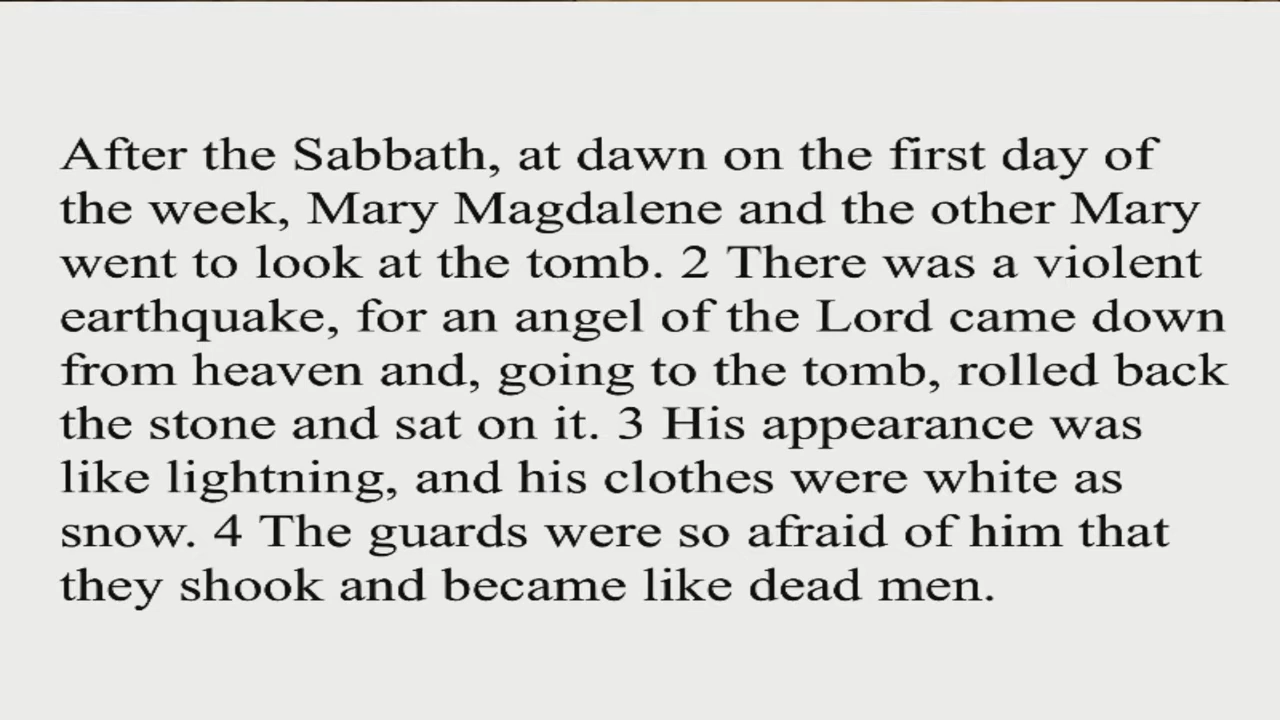 After the Sabbath, at dawn on the first day of
the week, Mary Magdalene and the other Mary
went to look at the tomb. 2 There was a violent
earthquake, for an angel of the Lord came down
from heaven and, going to the tomb, rolled back
the stone and sat on it. 3 His appearance was
like lightning, and his clothes were white as
snow. 4 The guards were so afraid of him that
they shook and became like dead men.